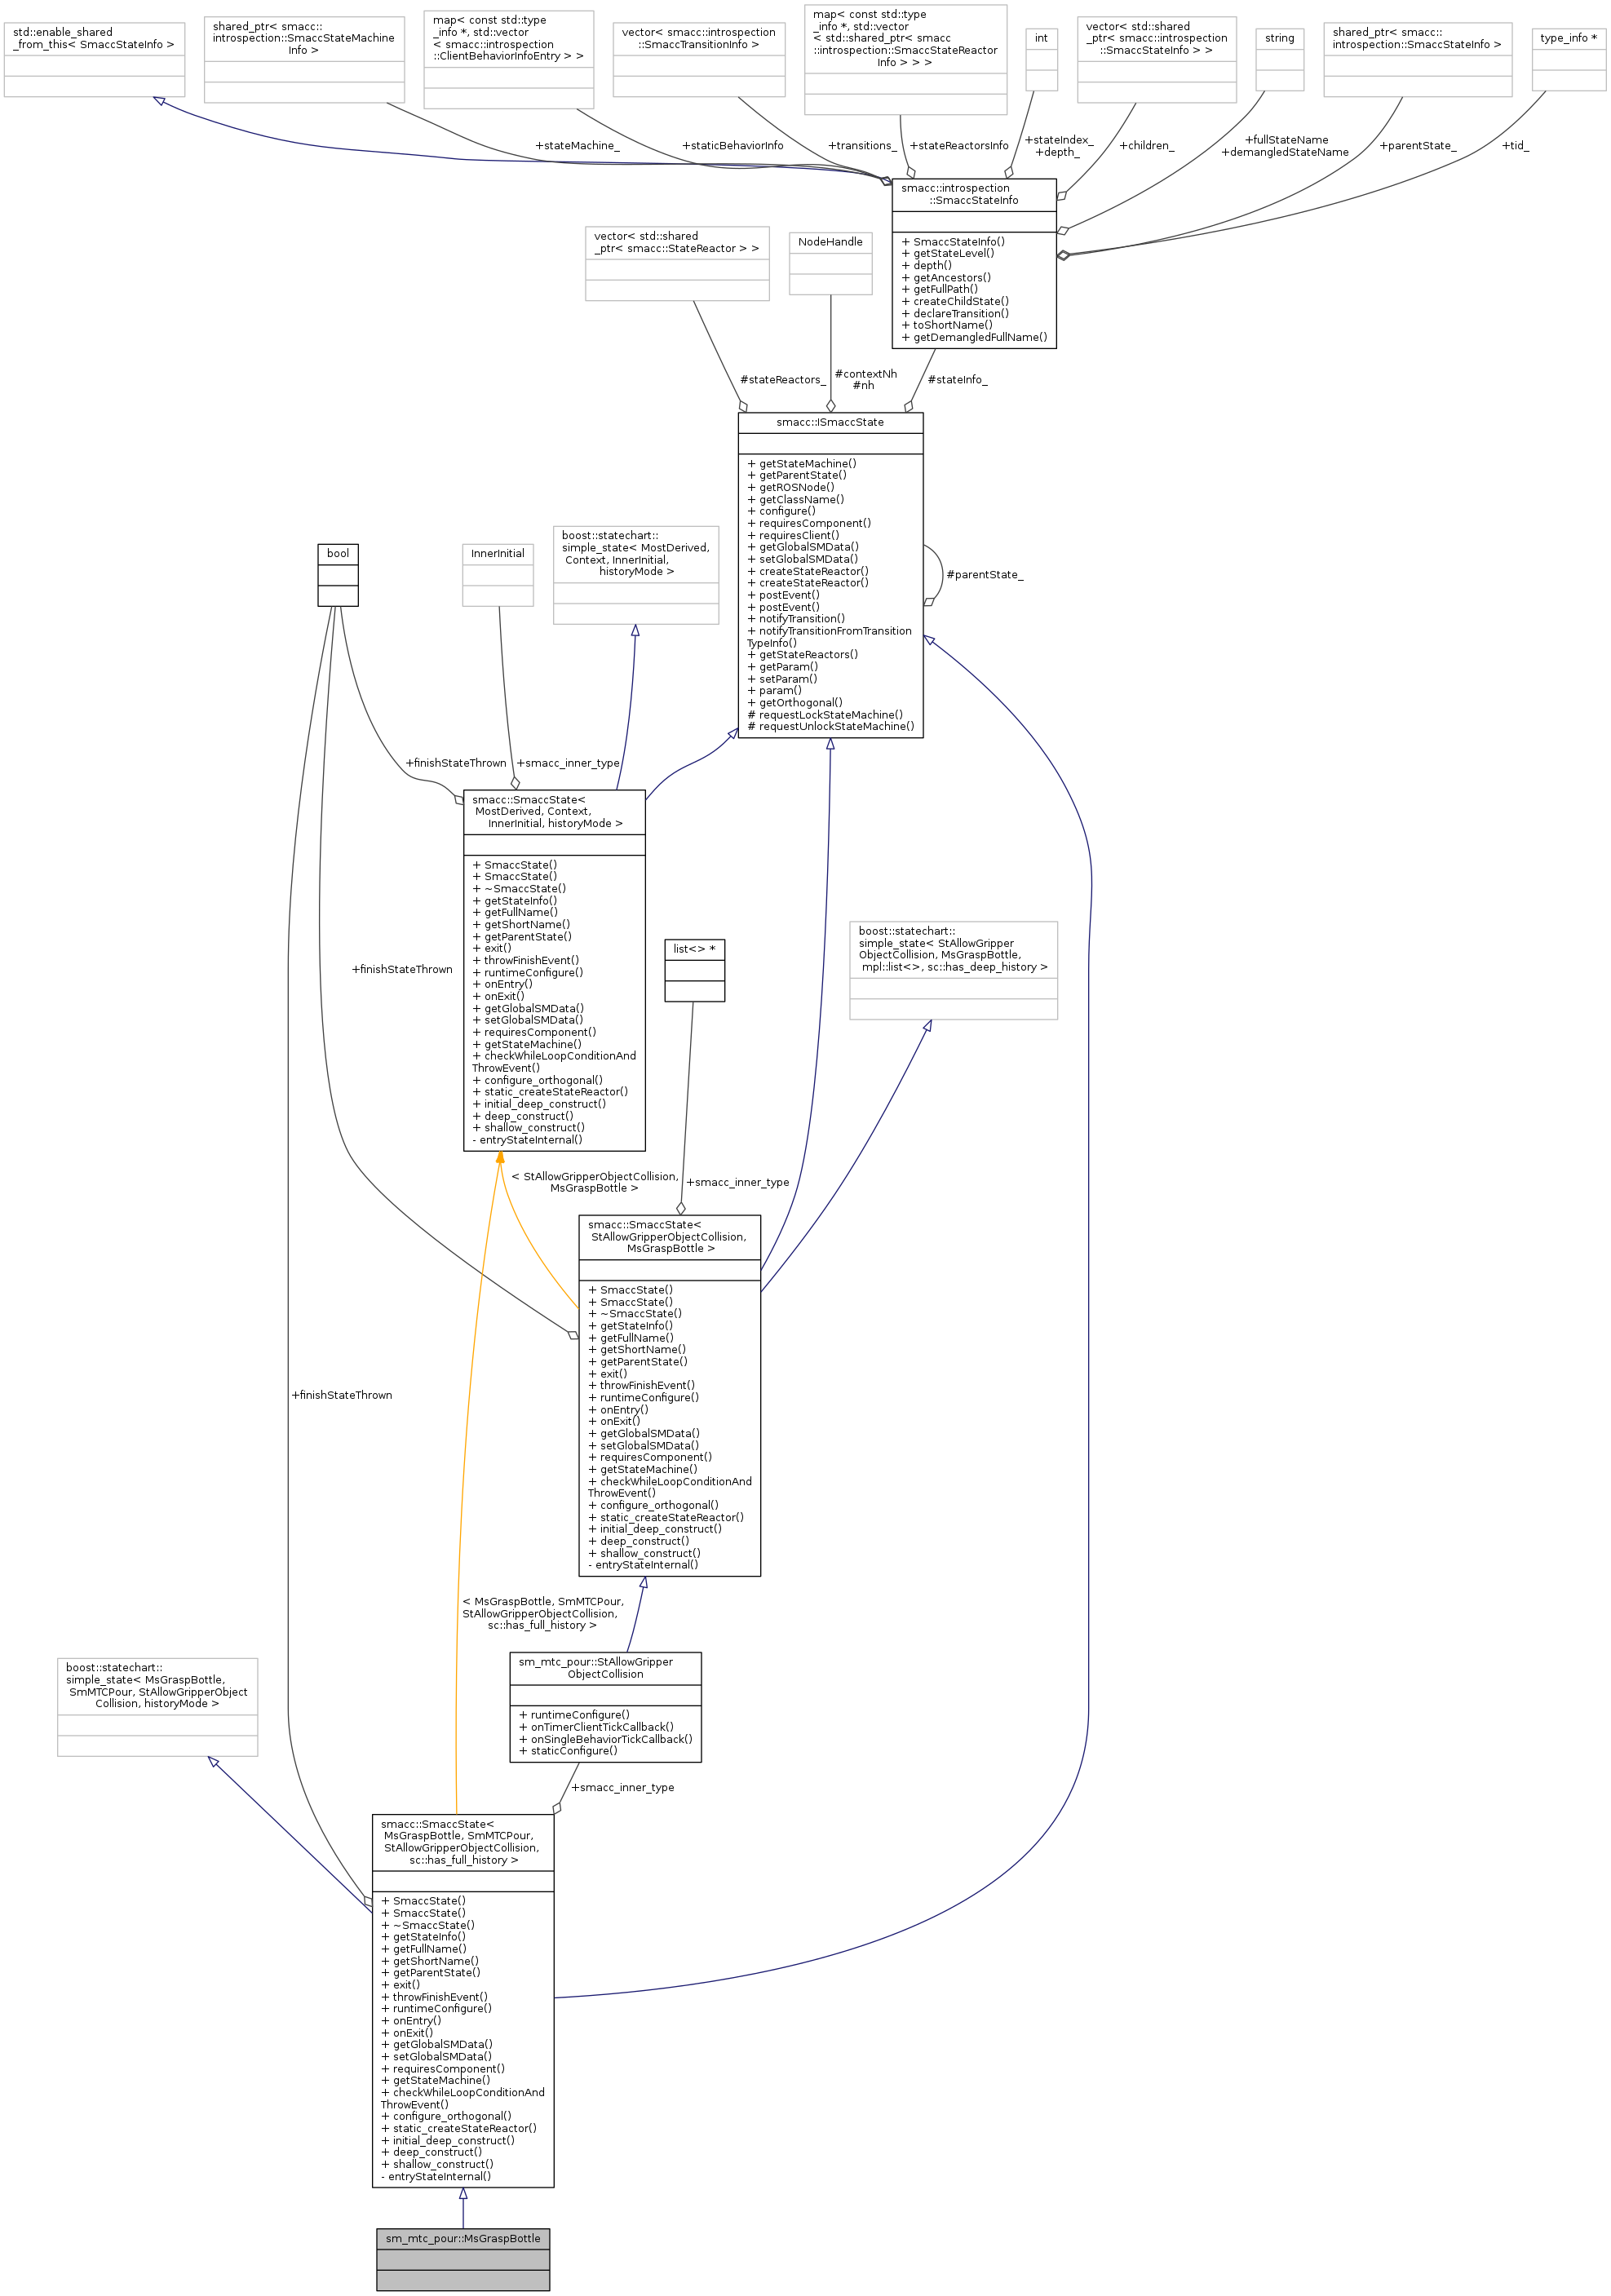 std::enable_shared
_from_this< SmaccStateInfo >
shared_ptr< smacc::
introspection::SmaccStateMachine
Info >
map< const std::type
_info *, std::vector
< smacc::introspection
::ClientBehaviorInfoEntry > >
vector< smacc::introspection
::SmaccTransitionInfo >
map< const std::type
_info *, std::vector
< std::shared_ptr< smacc
::introspection::SmaccStateReactor
Info > > >
int
vector< std::shared
_ptr< smacc::introspection
::SmaccStateInfo > >
string
shared_ptr< smacc::
introspection::SmaccStateInfo >
type_info *
+stateMachine_
+staticBehaviorInfo
+transitions_
+stateReactorsInfo
+stateIndex_
+depth_
+children_
+fullStateName
+demangledStateName
+parentState_
+tid_
smacc::introspection
::SmaccStateInfo
+ SmaccStateInfo()
+ getStateLevel()
+ depth()
+ getAncestors()
+ getFullPath()
+ createChildState()
+ declareTransition()
+ toShortName()
+ getDemangledFullName()
vector< std::shared
_ptr< smacc::StateReactor > >
NodeHandle
#stateReactors_
#contextNh
#nh
#stateInfo_
smacc::ISmaccState
+ getStateMachine()
+ getParentState()
+ getROSNode()
+ getClassName()
+ configure()
+ requiresComponent()
+ requiresClient()
+ getGlobalSMData()
+ setGlobalSMData()
+ createStateReactor()
+ createStateReactor()
+ postEvent()
+ postEvent()
+ notifyTransition()
+ notifyTransitionFromTransition
TypeInfo()
+ getStateReactors()
+ getParam()
+ setParam()
+ param()
+ getOrthogonal()
# requestLockStateMachine()
# requestUnlockStateMachine()
#parentState_
bool
InnerInitial
boost::statechart::
simple_state< MostDerived,
Context, InnerInitial,
historyMode >
+finishStateThrown
+smacc_inner_type
smacc::SmaccState<
MostDerived, Context,
InnerInitial, historyMode >
+ SmaccState()
+ SmaccState()
+ ~SmaccState()
+ getStateInfo()
+ getFullName()
+ getShortName()
+ getParentState()
+ exit()
+ throwFinishEvent()
+ runtimeConfigure()
+ onEntry()
+ onExit()
+ getGlobalSMData()
+ setGlobalSMData()
+ requiresComponent()
+ getStateMachine()
+ checkWhileLoopConditionAnd
ThrowEvent()
+ configure_orthogonal()
+ static_createStateReactor()
+ initial_deep_construct()
+ deep_construct()
+ shallow_construct()
- entryStateInternal()
+finishStateThrown
list<> *
boost::statechart::
simple_state< StAllowGripper
ObjectCollision, MsGraspBottle,
mpl::list<>, sc::has_deep_history >
< StAllowGripperObjectCollision,
MsGraspBottle >
+smacc_inner_type
smacc::SmaccState<
StAllowGripperObjectCollision,
MsGraspBottle >
+ SmaccState()
+ SmaccState()
+ ~SmaccState()
+ getStateInfo()
+ getFullName()
+ getShortName()
+ getParentState()
+ exit()
+ throwFinishEvent()
+ runtimeConfigure()
+ onEntry()
+ onExit()
+ getGlobalSMData()
+ setGlobalSMData()
+ requiresComponent()
+ getStateMachine()
+ checkWhileLoopConditionAnd
ThrowEvent()
+ configure_orthogonal()
+ static_createStateReactor()
+ initial_deep_construct()
+ deep_construct()
+ shallow_construct()
- entryStateInternal()
+finishStateThrown
< MsGraspBottle, SmMTCPour,
StAllowGripperObjectCollision,
sc::has_full_history >
sm_mtc_pour::StAllowGripper
ObjectCollision
+ runtimeConfigure()
+ onTimerClientTickCallback()
+ onSingleBehaviorTickCallback()
+ staticConfigure()
boost::statechart::
simple_state< MsGraspBottle,
SmMTCPour, StAllowGripperObject
Collision, historyMode >
+smacc_inner_type
smacc::SmaccState<
MsGraspBottle, SmMTCPour,
StAllowGripperObjectCollision,
sc::has_full_history >
+ SmaccState()
+ SmaccState()
+ ~SmaccState()
+ getStateInfo()
+ getFullName()
+ getShortName()
+ getParentState()
+ exit()
+ throwFinishEvent()
+ runtimeConfigure()
+ onEntry()
+ onExit()
+ getGlobalSMData()
+ setGlobalSMData()
+ requiresComponent()
+ getStateMachine()
+ checkWhileLoopConditionAnd
ThrowEvent()
+ configure_orthogonal()
+ static_createStateReactor()
+ initial_deep_construct()
+ deep_construct()
+ shallow_construct()
- entryStateInternal()
sm_mtc_pour::MsGraspBottle